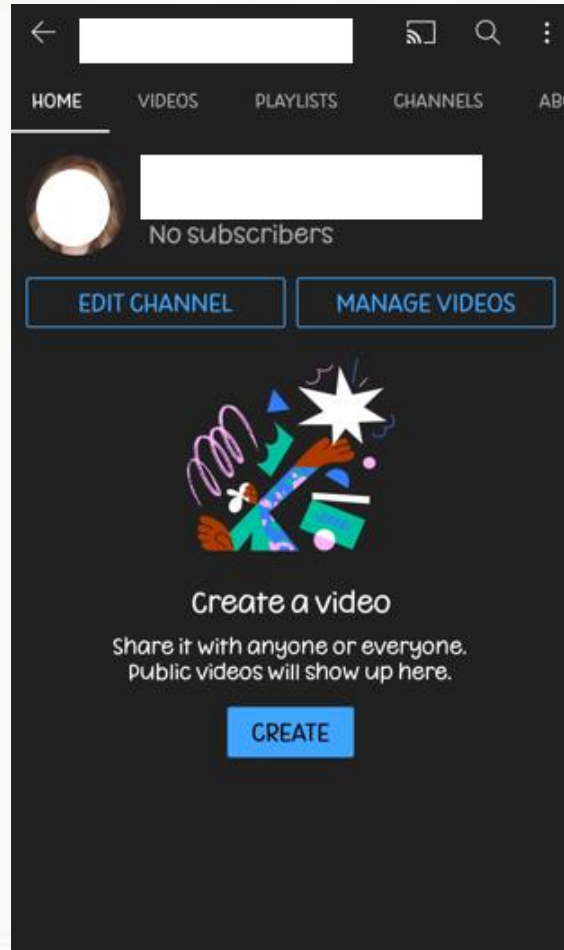 HOME VIDEOS PLAYLISTS CHANNELS AB
No subscribers
EDIT CHANNEL MANAGE VIDEOS
Create a video
Share it with anyone or everyone.
Public videos will show up here.
CREATE